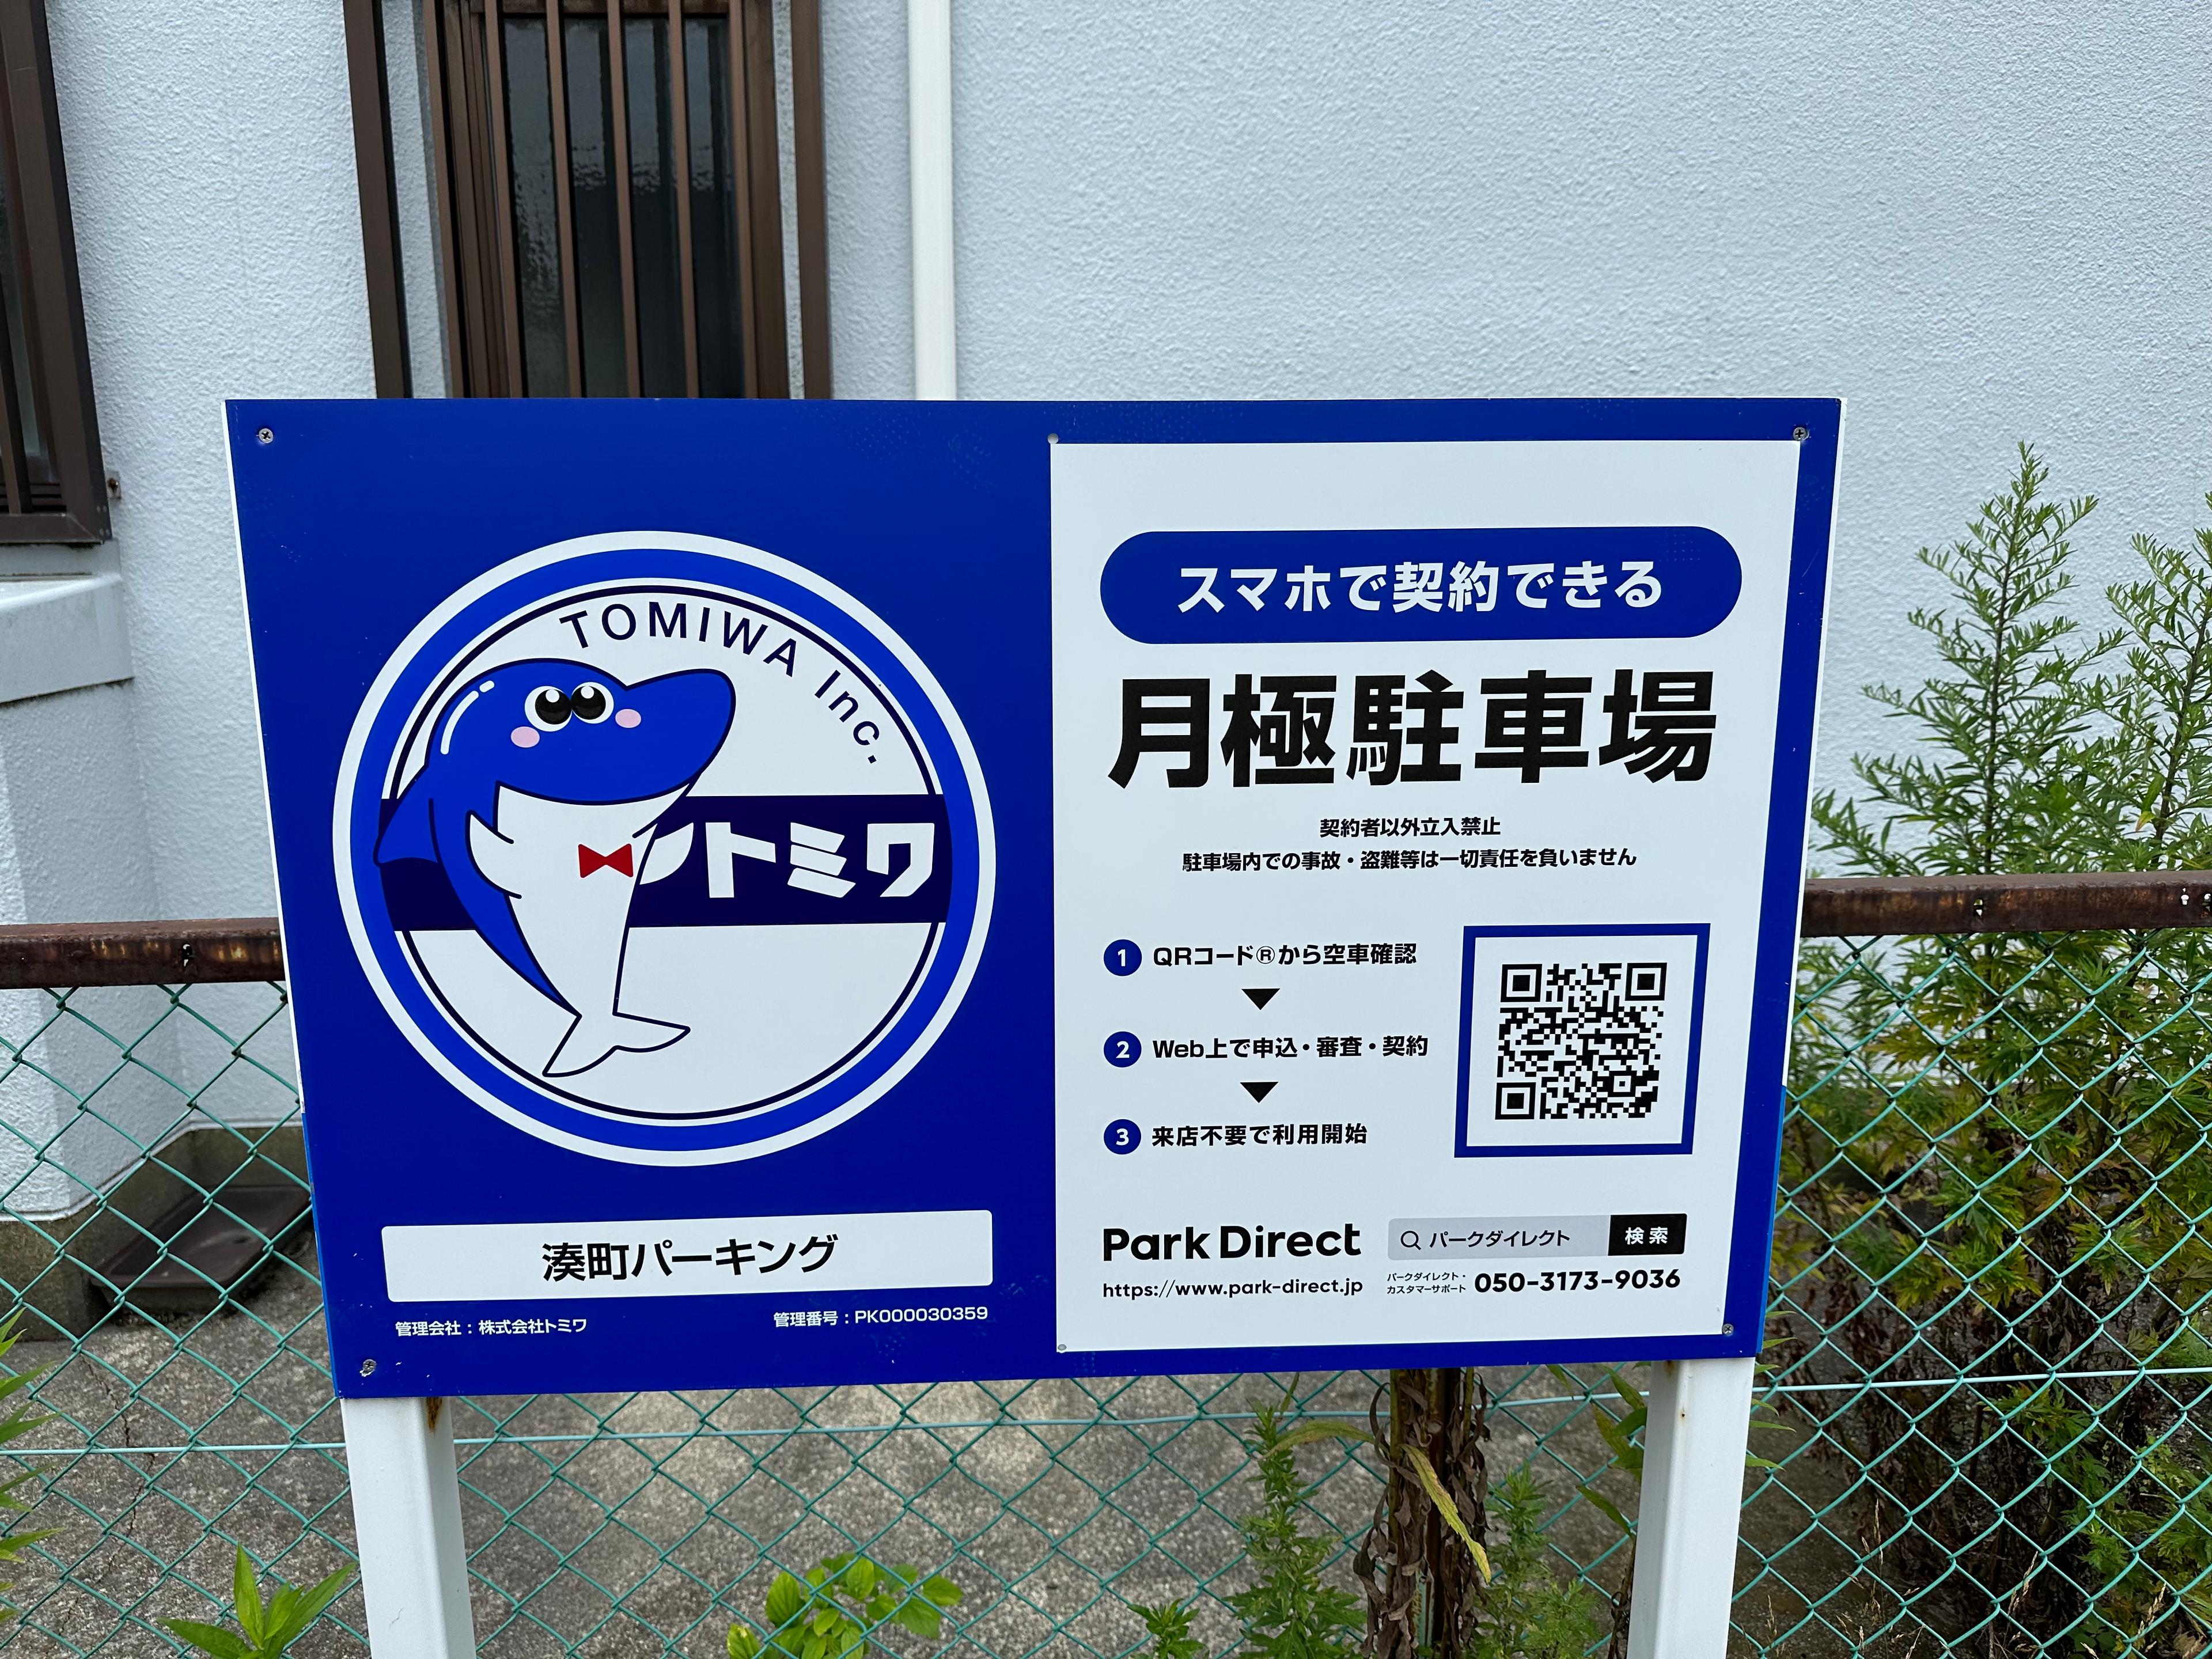 TOMIWA Inc.
トミワ
湊町パーキング
管理会社：株式会社トミワ
管理番号：PK000030359
スマホで契約できる
月極駐車場
契約者以外立入禁止
駐車場内での事故・盗難等は一切責任を負いません
1 QRコード®から空車確認
2 Web上で申込・審査・契約
3 来店不要で利用開始
Park Direct
https://www.park-direct.jp
パークダイレクト 検索
パークダイレクト・
カスタマーサポート 050-3173-9036